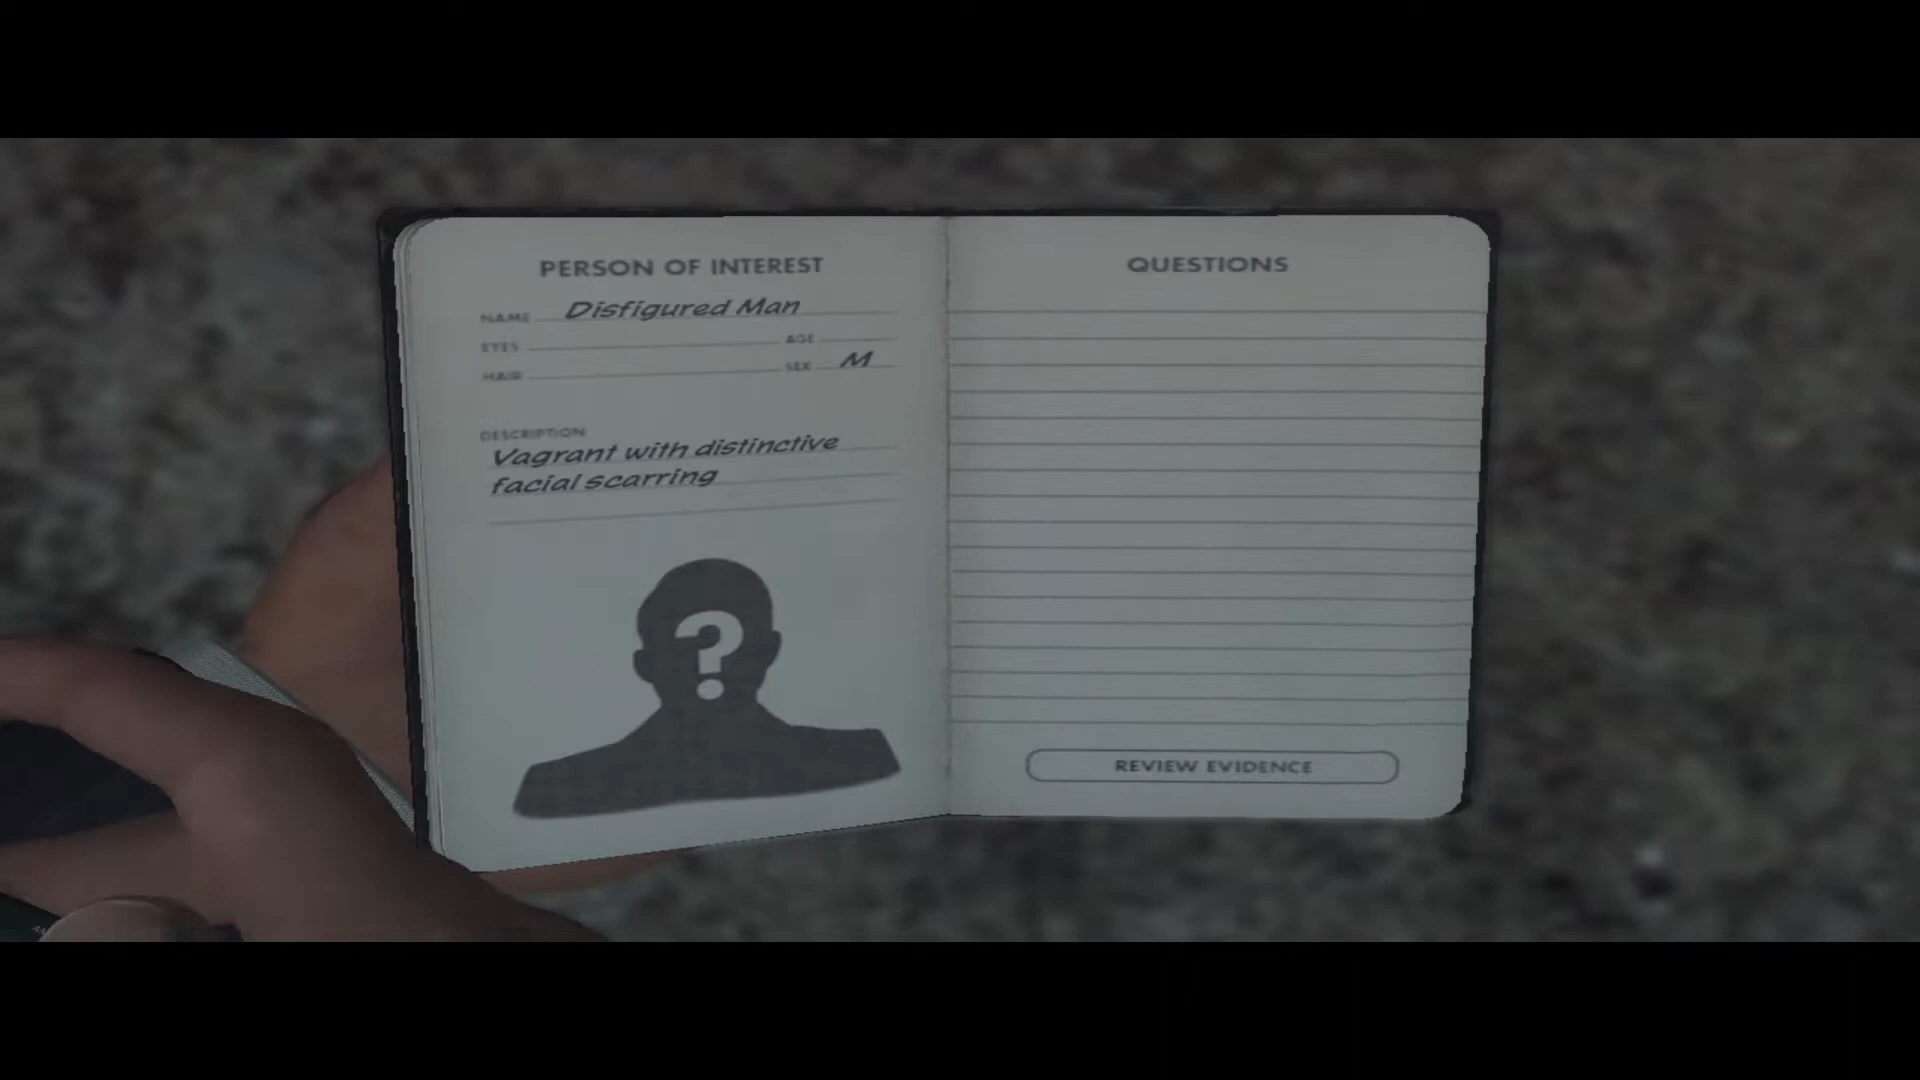 PERSON OF INTEREST
NAME Disfigured Man
EYES AGE
HAIR SEX M
DESCRIPTION
Vagrant with distinctive
facial scarring
?
QUESTIONS
REVIEW EVIDENCE